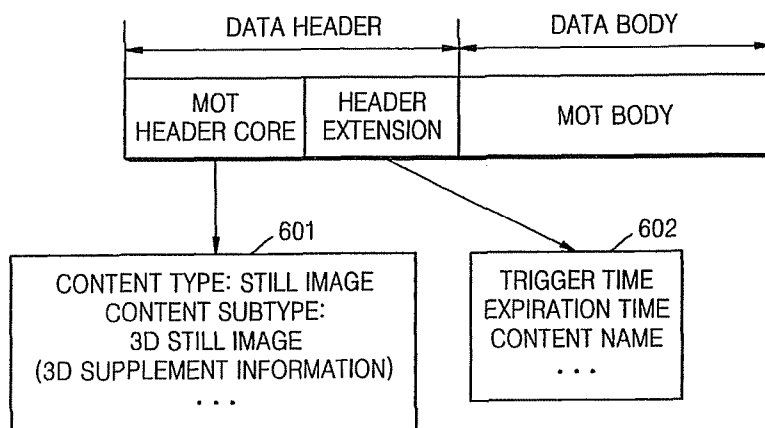 DATA HEADER
DATA BODY
MOT
HEADER CORE
HEADER
EXTENSION
MOT BODY
601
CONTENT TYPE: STILL IMAGE
CONTENT SUBTYPE:
3D STILL IMAGE
(3D SUPPLEMENT INFORMATION)
...
602
TRIGGER TIME
EXPIRATION TIME
CONTENT NAME
...